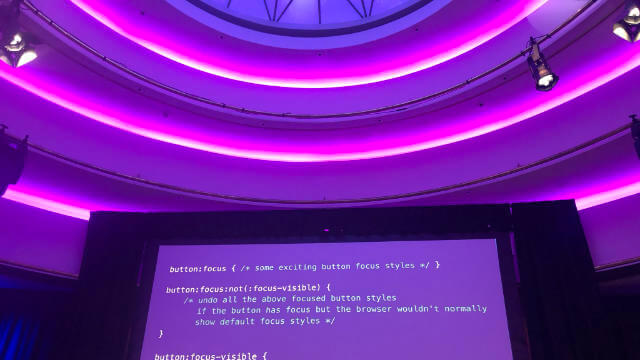 button:focus { /* some exciting button focus styles */ }
button:focus:not(:focus-visible) {
/* undo all the above focused button styles
if the button has focus but the browser wouldn't normally
show default focus styles */
}
button:focus-visible {